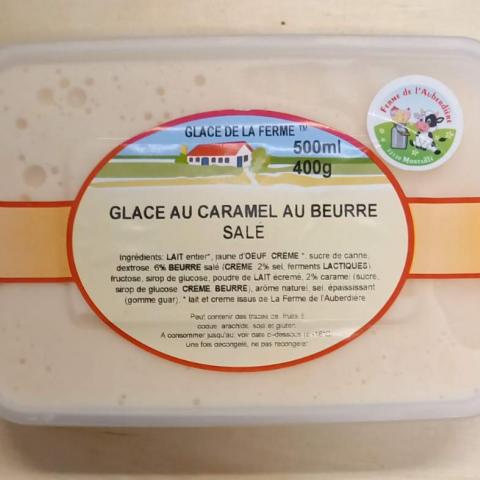 Ferme de l'Auberdière
GLACE DE LA FERME ™
500ml
400g
GLACE AU CARAMEL AU BEURRE
SALÉ
Ingrédients: LAIT entier*, jaune d'OEUF, CREME *, sucre de canne,
dextrose, 6% BEURRE salé (CREME, 2% sel, ferments LACTIQUES),
fructose, sirop de glucose, poudre de LAIT écrémé, 2% caramel (sucre,
sirop de glucose, CREME, BEURRE), arôme naturel, sel, épaississant
(gomme guar). * lait et creme issus de La Ferme de l'Auberdière
Peut contenir des traces de fruits à
coque, arachide, soja et gluten.
A consommer jusqu'au: voir date ci-dessous (à -18°C)
Une fois décongelé, ne pas recongeler.